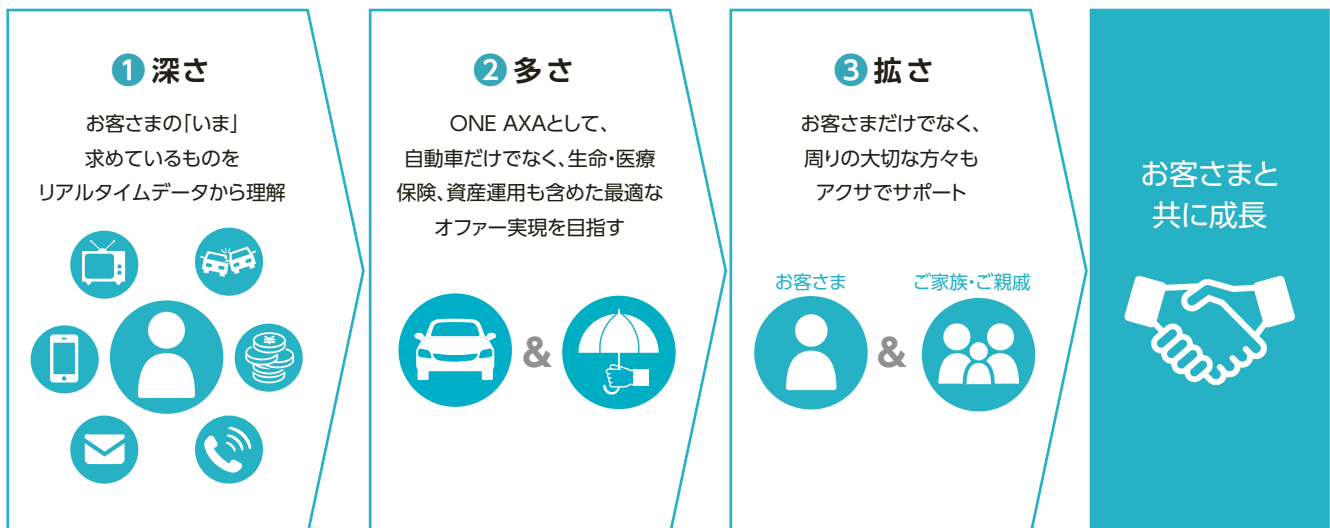 1 深さ
お客さまの「いま」
求めているものを
リアルタイムデータから理解
2 多さ
ONE AXAとして、
自動車だけでなく、生命・医療
保険、資産運用も含めた最適な
オファー実現を目指す
&
3 拡さ
お客さまだけでなく、
周りの大切な方々も
アクサでサポート
お客さま
ご家族・ご親戚
&
お客さまと
共に成長